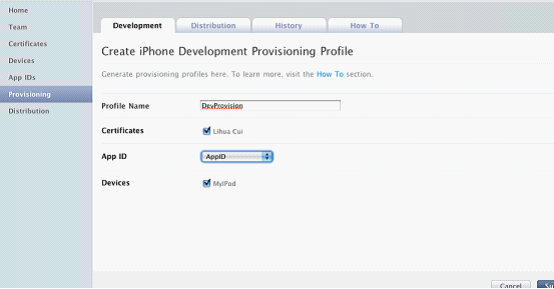 Home
Team
Certificates
Devices
App IDs
Provisioning
Distribution
Development
Distribution
History
How To
Create iPhone Development Provisioning Profile
Generate provisioning profiles here. To learn more, visit the How To section.
Profile Name
DevProvision
Certificates
Lihua Cui
App ID
AppID
Devices
MyIPad
Cancel